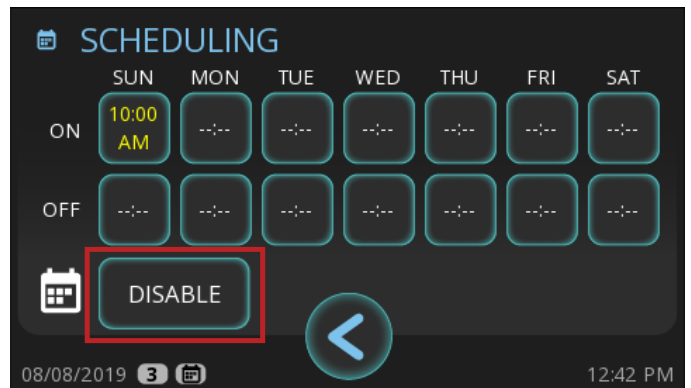 SCHEDULING
SUN MON TUE WED THU FRI SAT
ON 10:00 AM --:-- --:-- --:-- --:-- --:-- --:--
OFF --:-- --:-- --:-- --:-- --:-- --:-- --:--
DISABLE
08/08/2019 3 12:42 PM